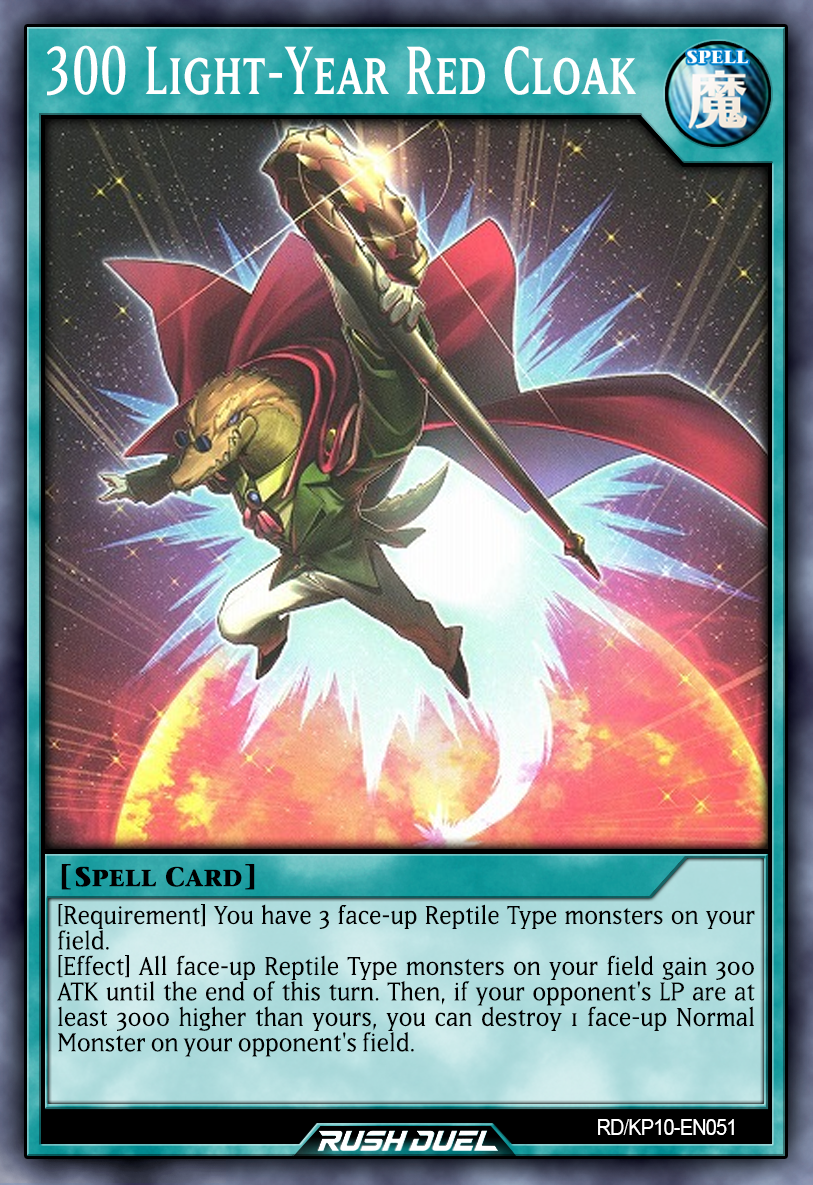 300 Light-Year Red Cloak
SPELL
魔
[Spell Card]
[Requirement] You have 3 face-up Reptile Type monsters on your
field.
[Effect] All face-up Reptile Type monsters on your field gain 300
ATK until the end of this turn. Then, if your opponent's LP are at
least 3000 higher than yours, you can destroy 1 face-up Normal
Monster on your opponent's field.
RD/KP10-EN051
RUSH DUEL